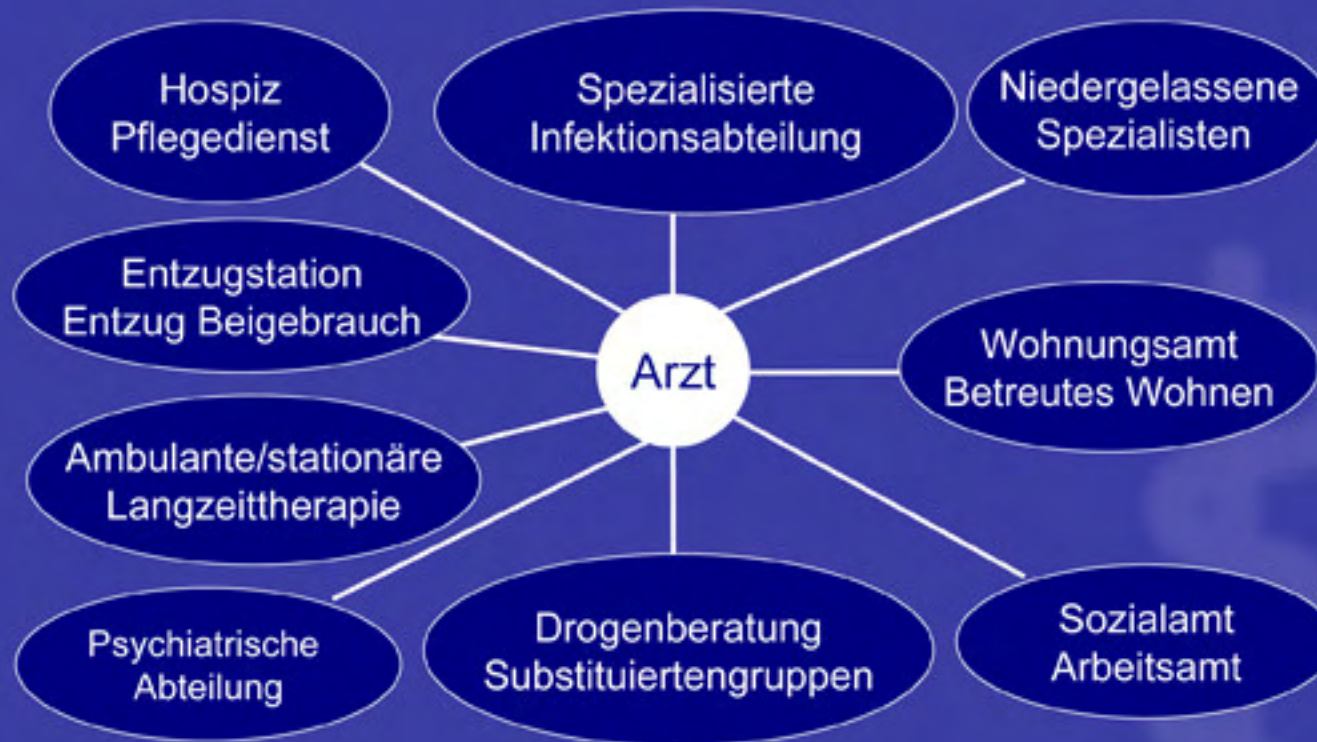 Hospiz
Pflegedienst
Spezialisierte
Infektionsabteilung
Niedergelassene
Spezialisten
Entzugstation
Entzug Beigebrauch
Arzt
Wohnungsamt
Betreutes Wohnen
Ambulante/stationäre
Langzeittherapie
Psychiatrische
Abteilung
Drogenberatung
Substituiertengruppen
Sozialamt
Arbeitsamt